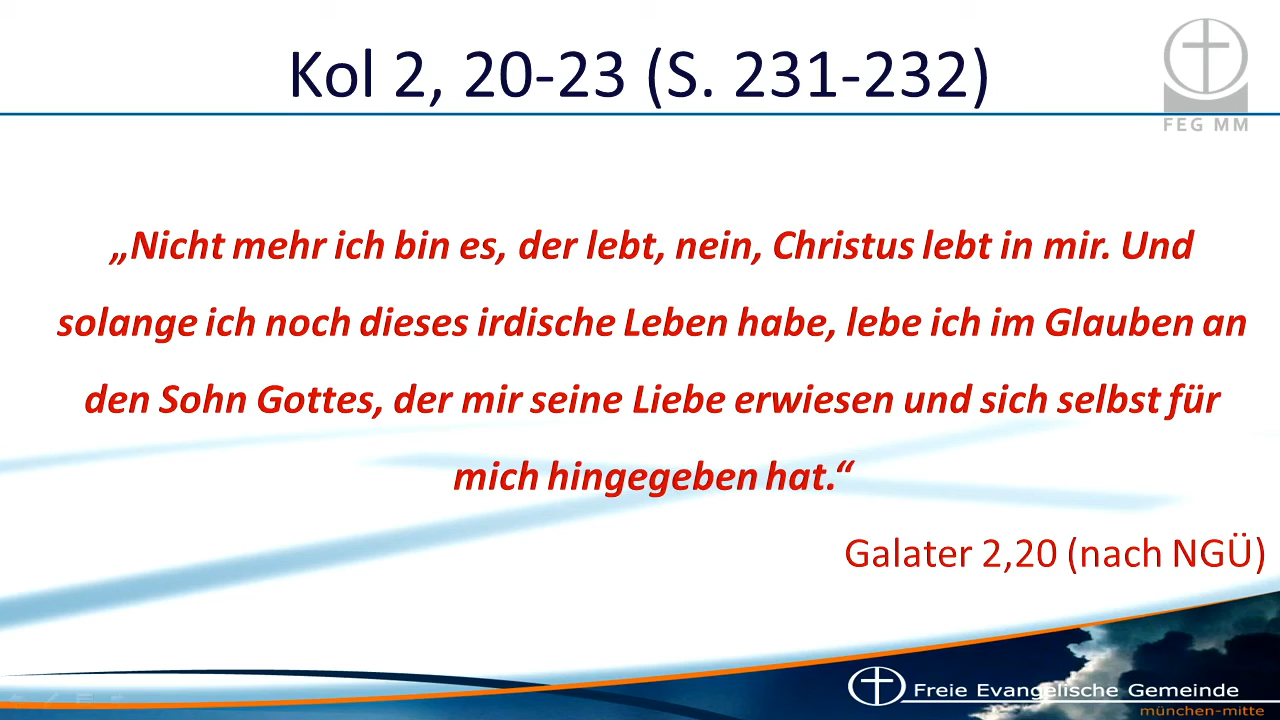 Kol 2, 20-23 (S. 231-232)
FEG MM
„Nicht mehr ich bin es, der lebt, nein, Christus lebt in mir. Und
solange ich noch dieses irdische Leben habe, lebe ich im Glauben an
den Sohn Gottes, der mir seine Liebe erwiesen und sich selbst für
mich hingegeben hat.“
Galater 2,20 (nach NGÜ)
Freie Evangelische Gemeinde
münchen-mitte